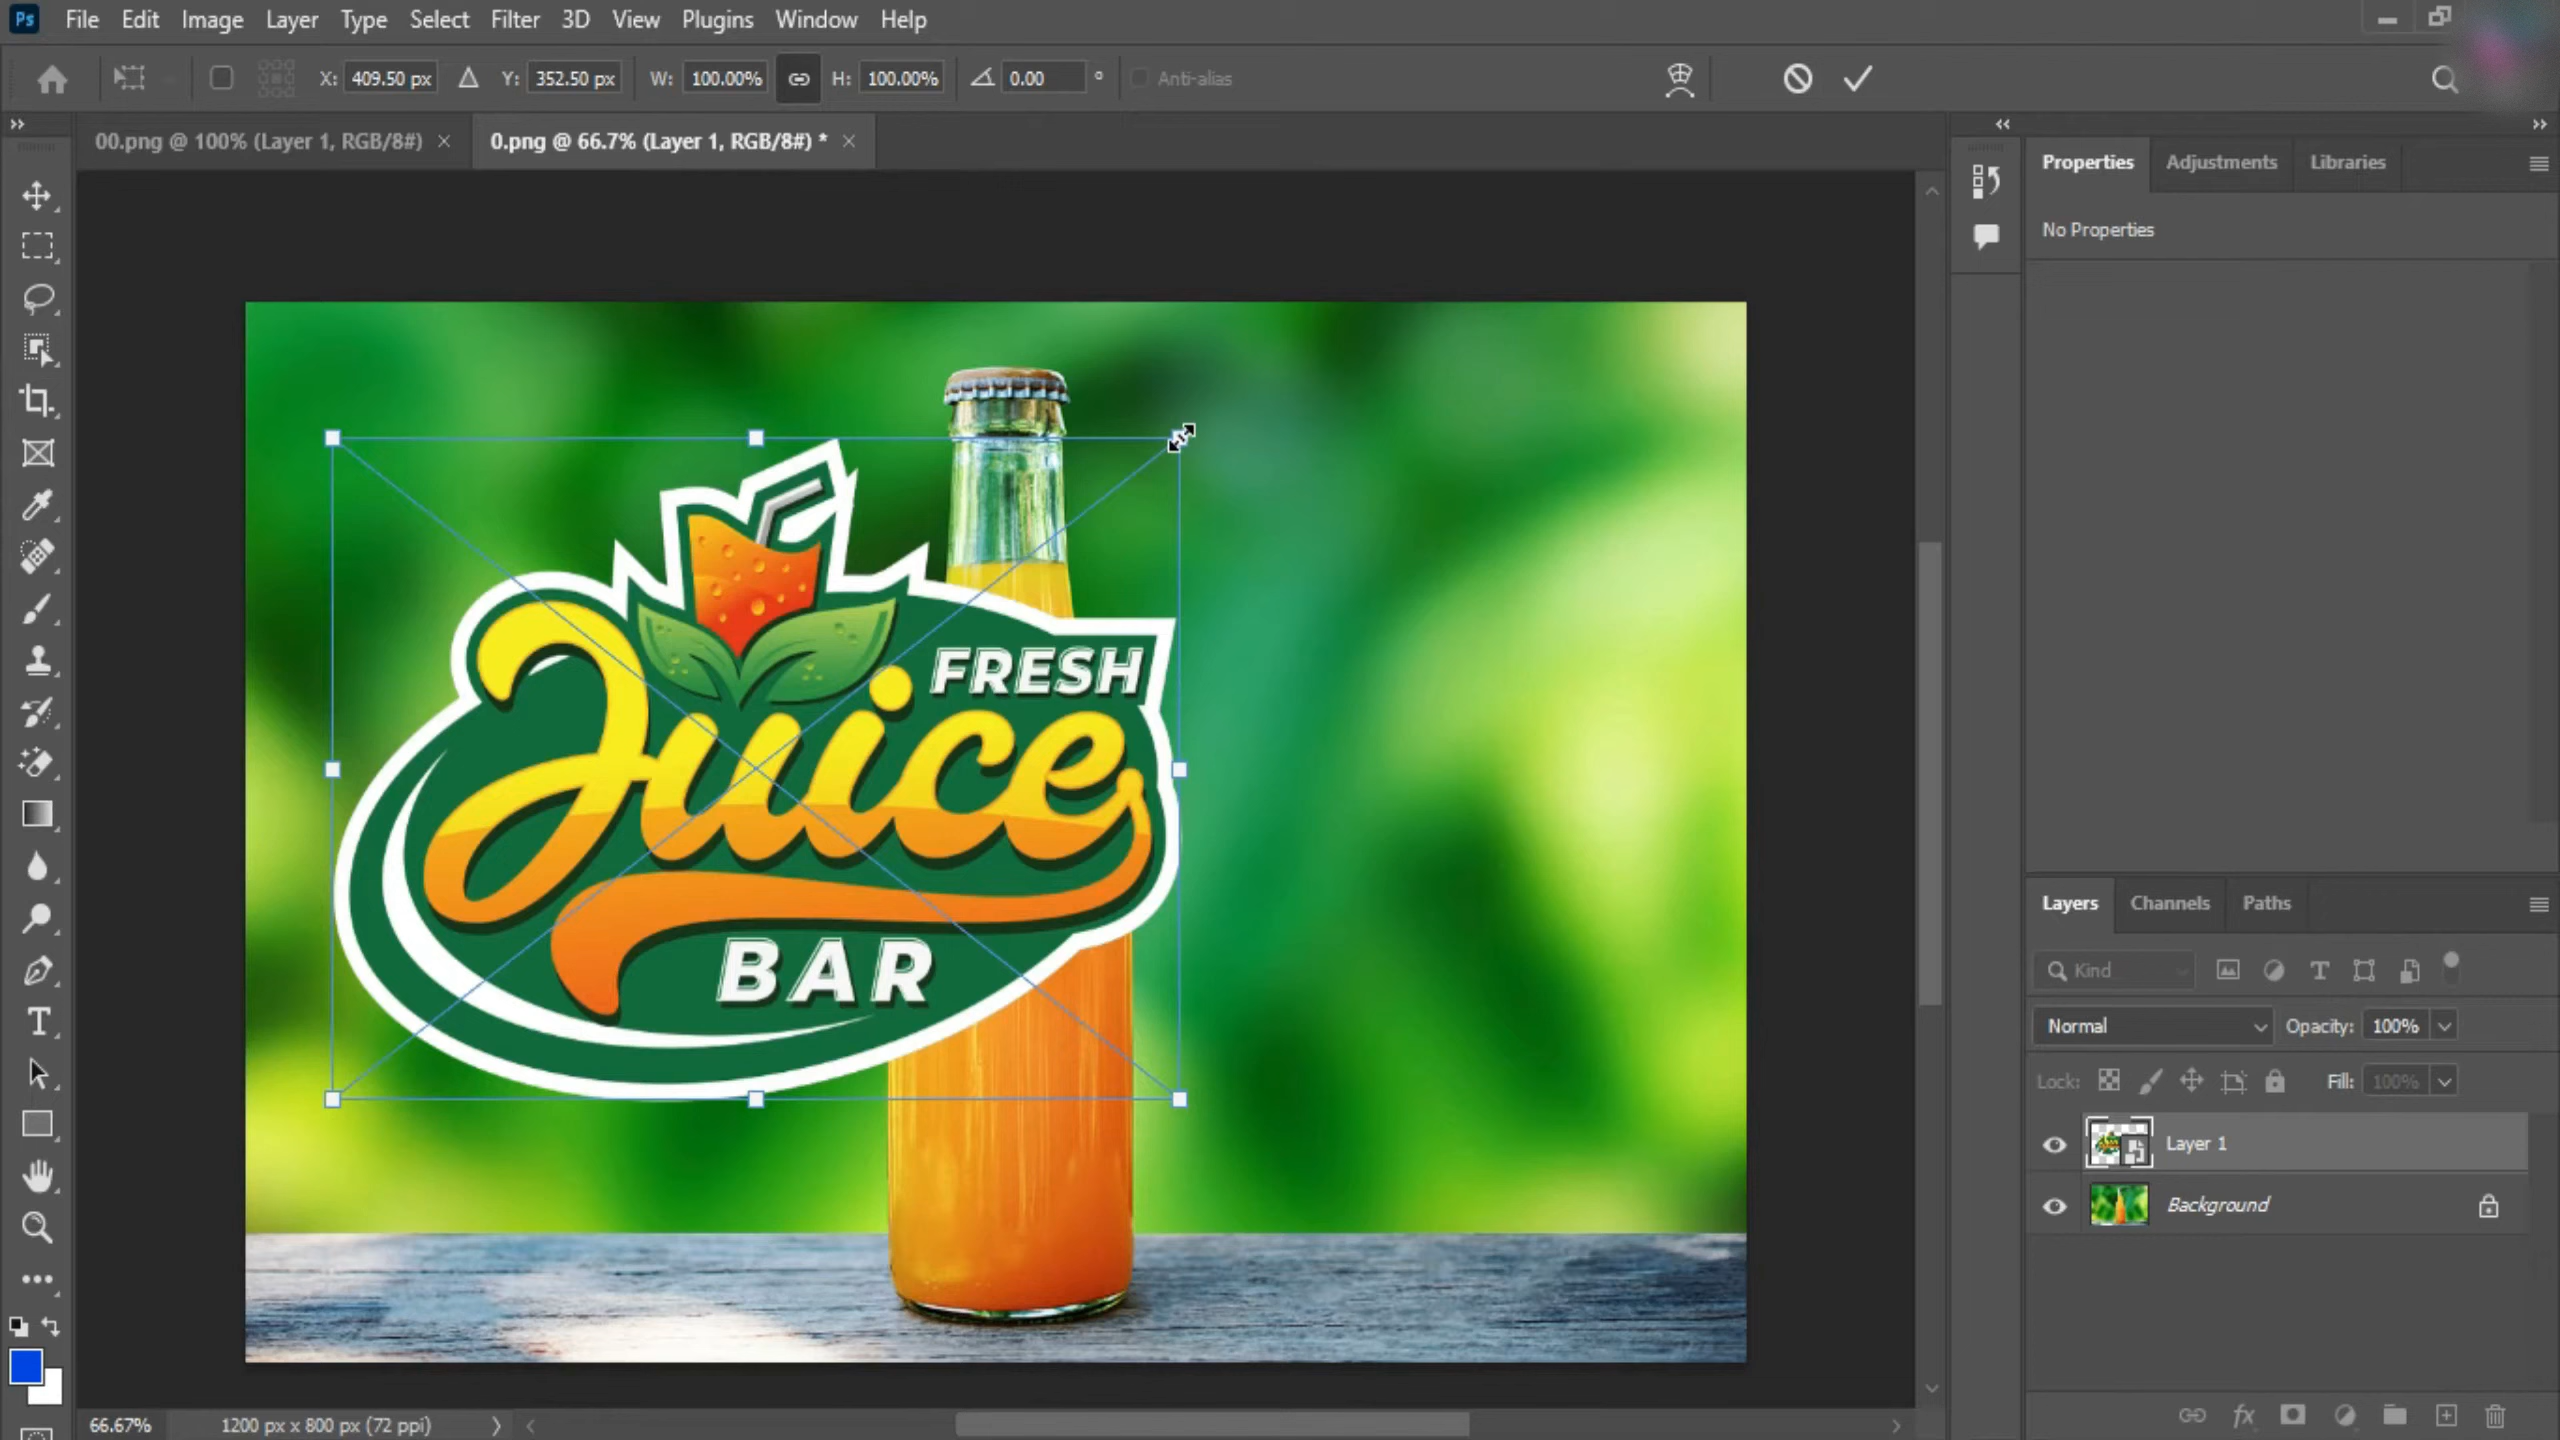 Ps File Edit Image Layer Type Select Filter 3D View Plugins Window Help
X: 409.50 px Y: 352.50 px W: 100.00% H: 100.00% 0.00 ° Anti-alias
00.png @ 100% (Layer 1, RGB/8#) × 0.png @ 66.7% (Layer 1, RGB/8#) * ×
Properties Adjustments Libraries
No Properties
FRESH
Juice
BAR
Layers Channels Paths
Kind
Normal Opacity: 100%
Lock: Fill: 100%
Layer 1
Background
66.67% 1200 px x 800 px (72 ppi)